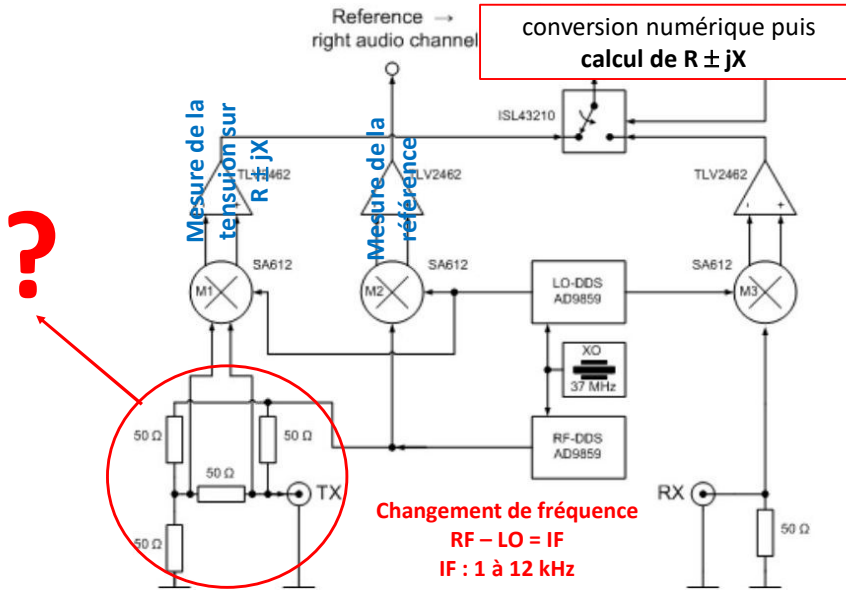 Reference →
right audio channel
conversion numérique puis
calcul de R ± jX
ISL43210
Mesure de la
tensuion sur
R ± jX
Mesure de la
référence
TLV2462
TLV2462
TLV2462
?
SA612
SA612
SA612
M1
M2
M3
LO-DDS
AD9859
XO
37 MHz
RF-DDS
AD9859
50 Ω
50 Ω
50 Ω
50 Ω
TX
RX
50 Ω
Changement de fréquence
RF – LO = IF
IF : 1 à 12 kHz